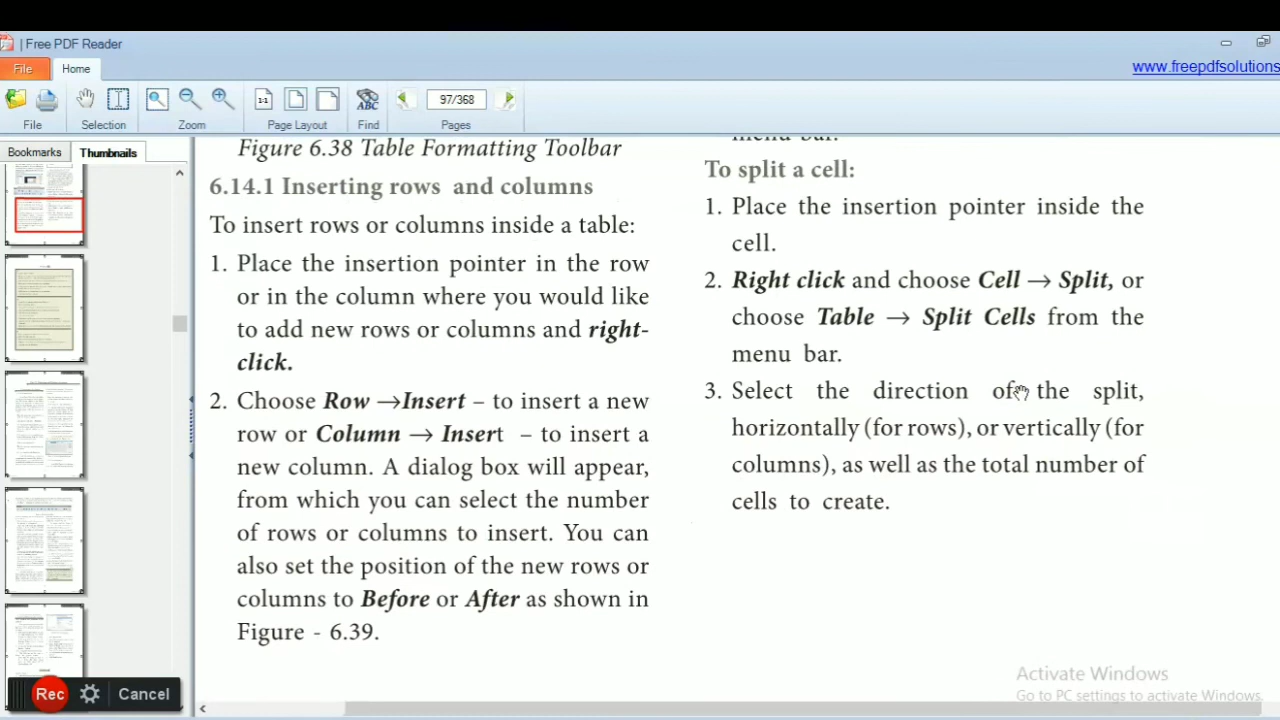 | Free PDF Reader
File
Home
www.freepdfsolutions
File
Selection
Zoom
1:1
Page Layout
ABC
Find
97/368
Pages
Bookmarks
Thumbnails
Figure 6.38 Table Formatting Toolbar
6.14.1 Inserting rows and columns
To insert rows or columns inside a table:
1. Place the insertion pointer in the row
or in the column where you would like
to add new rows or columns and right-
click.
2. Choose Row →Insert – to insert a new
row or Column → Insert – to insert a
new column. A dialog box will appear,
from which you can select the number
of rows or columns to insert. You can
also set the position of the new rows or
columns to Before or After as shown in
Figure - 6.39.
menu bar.
To split a cell:
1. Place the insertion pointer inside the
cell.
2. Right click and choose Cell → Split, or
choose Table → Split Cells from the
menu bar.
3. Select the direction of the split,
horizontally (for rows), or vertically (for
columns), as well as the total number of
cells to create.
Activate Windows
Go to PC settings to activate Windows.
Rec
Cancel